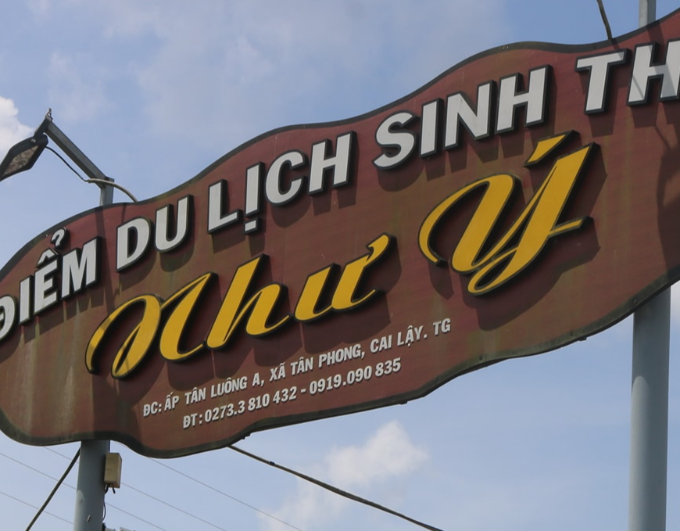 ĐIỂM DU LỊCH SINH TH
Như Ý
ĐC: ẤP TÂN LUÔNG A, XÃ TÂN PHONG, CAI LẬY. TG
ĐT: 0273.3 810 432 - 0919.090 835